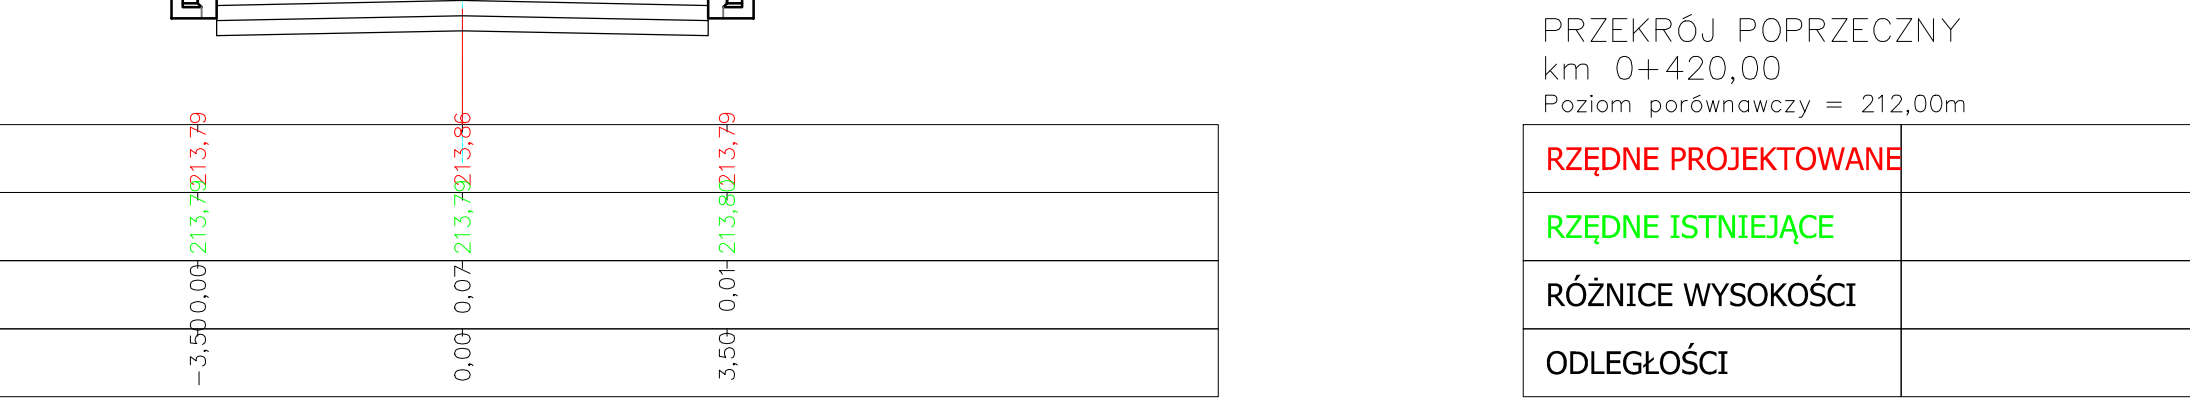 213,79 213,86 213,79
213,79 213,79 213,80
0,00 0,07 0,01
-3,50 0,00 3,50
PRZEKRÓJ POPRZECZNY
km 0+420,00
Poziom porównawczy = 212,00m
RZĘDNE PROJEKTOWANE
RZĘDNE ISTNIEJĄCE
RÓŻNICE WYSOKOŚCI
ODLEGŁOŚCI